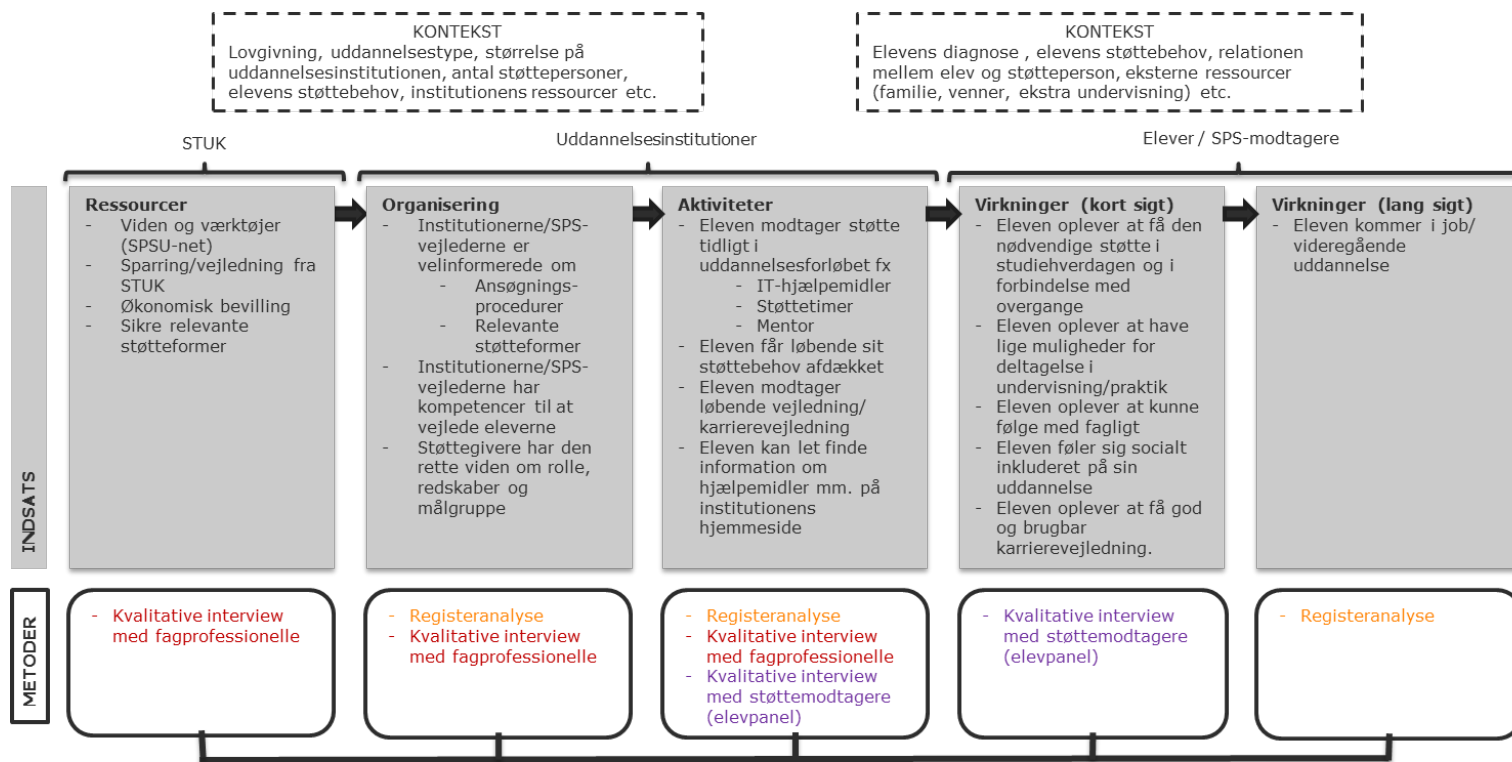 KONTEKST
Lovgivning, uddannelsestype, størrelse på
uddannelsesinstitutionen, antal støttepersoner,
elevens støttebehov, institutionens ressourcer etc.
KONTEKST
Elevens diagnose , elevens støttebehov, relationen
mellem elev og støtteperson, eksterne ressourcer
(familie, venner, ekstra undervisning) etc.
STUK
Uddannelsesinstitutioner
Elever / SPS-modtagere
INDSATS
Ressourcer
- Viden og værktøjer
(SPSU-net)
- Sparring/vejledning fra
STUK
- Økonomisk bevilling
- Sikre relevante
støtteformer
Organisering
- Institutionerne/SPS-
vejlederne er
velinformerede om
- Ansøgnings-
procedurer
- Relevante
støtteformer
- Institutionerne/SPS-
vejlederne har
kompetencer til at
vejlede eleverne
- Støttegivere har den
rette viden om rolle,
redskaber og
målgruppe
Aktiviteter
- Eleven modtager støtte
tidligt i
uddannelsesforløbet fx
- IT-hjælpemidler
- Støttetimer
- Mentor
- Eleven får løbende sit
støttebehov afdækket
- Eleven modtager
løbende vejledning/
karrierevejledning
- Eleven kan let finde
information om
hjælpemidler mm. på
institutionens
hjemmeside
Virkninger (kort sigt)
- Eleven oplever at få den
nødvendige støtte i
studiehverdagen og i
forbindelse med
overgange
- Eleven oplever at have
lige muligheder for
deltagelse i
undervisning/praktik
- Eleven oplever at kunne
følge med fagligt
- Eleven føler sig socialt
inkluderet på sin
uddannelse
- Eleven oplever at få god
og brugbar
karrierevejledning.
Virkninger (lang sigt)
- Eleven kommer i job/
videregående
uddannelse
METODER
- Kvalitative interview
med fagprofessionelle
- Registeranalyse
- Kvalitative interview
med fagprofessionelle
- Registeranalyse
- Kvalitative interview
med fagprofessionelle
- Kvalitative interview
med støttemodtagere
(elevpanel)
- Kvalitative interview
med støttemodtagere
(elevpanel)
- Registeranalyse